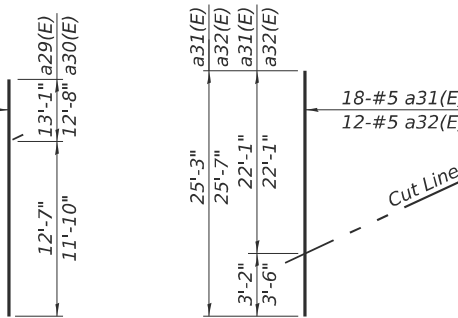 a29(E)
a30(E)
13'-1"
12'-8"
12'-7"
11'-10"
a31(E)
a32(E)
a31(E)
a32(E)
25'-3"
25'-7"
22'-1"
22'-1"
3'-2"
3'-6"
18-#5 a31(E
12-#5 a32(E
Cut Line